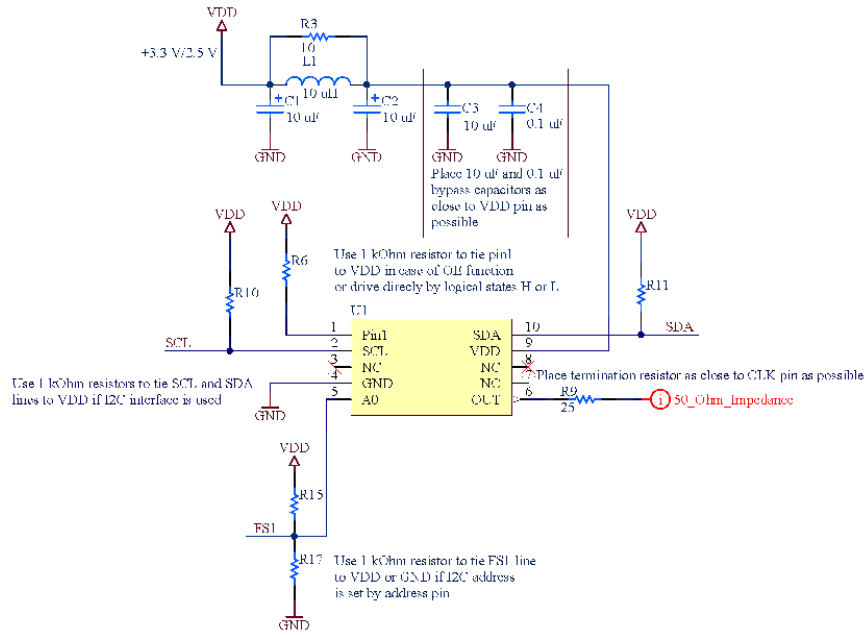 VDD
+3.3 V/2.5 V
R3
10
L1
10 uH
C1
10 uF
C2
10 uF
C3
10 uF
C4
0.1 uF
GND
GND
GND
GND
Place 10 uF and 0.1 uF
bypass capacitors as
close to VDD pin as
possible
VDD
VDD
VDD
R10
R6
R11
Use 1 kOhm resistor to tie pin1
to VDD in case of OE function
or drive direcly by logical states H or L
U1
SCL
SDA
1 Pin1
2 SCL
3 NC
4 GND
5 A0
SDA 10
VDD 9
NC 8
NC 7
OUT 6
Use 1 kOhm resistors to tie SCL and SDA
lines to VDD if I2C interface is used
GND
Place termination resistor as close to CLK pin as possible
R9
25
50_Ohm_Impedance
VDD
R15
FS1
R17
Use 1 kOhm resistor to tie FS1 line
to VDD or GND if I2C address
is set by address pin
GND